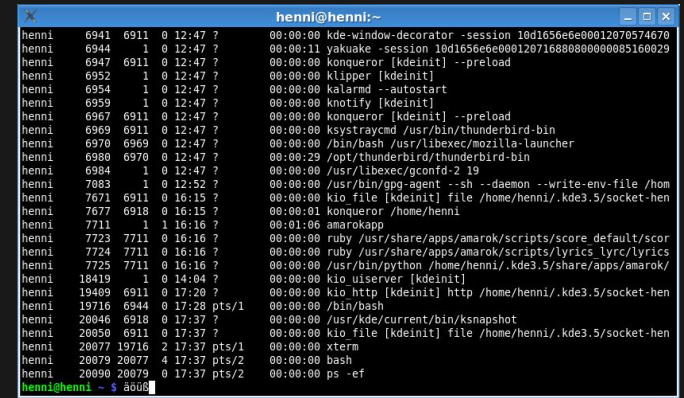 henni@henni:~
henni 6941 6911 0 12:47 ? 00:00:00 kde-window-decorator -session 10d1656e6e00012070574670
henni 6944 1 0 12:47 ? 00:00:11 yakuake -session 10d1656e6e000120716880800000085160029
henni 6947 6911 0 12:47 ? 00:00:00 konqueror [kdeinit] --preload
henni 6952 1 0 12:47 ? 00:00:00 klipper [kdeinit]
henni 6954 1 0 12:47 ? 00:00:00 kalarmd --autostart
henni 6959 1 0 12:47 ? 00:00:00 knotify [kdeinit]
henni 6967 6911 0 12:47 ? 00:00:00 konqueror [kdeinit] --preload
henni 6969 6911 0 12:47 ? 00:00:00 ksystraycmd /usr/bin/thunderbird-bin
henni 6970 6969 0 12:47 ? 00:00:00 /bin/bash /usr/libexec/mozilla-launcher
henni 6980 6970 0 12:47 ? 00:00:29 /opt/thunderbird/thunderbird-bin
henni 6984 1 0 12:47 ? 00:00:00 /usr/libexec/gconfd-2 19
henni 7083 1 0 12:52 ? 00:00:00 /usr/bin/gpg-agent --sh --daemon --write-env-file /hom
henni 7671 6911 0 16:15 ? 00:00:00 kio_file [kdeinit] file /home/henni/.kde3.5/socket-hen
henni 7677 6918 0 16:15 ? 00:00:01 konqueror /home/henni
henni 7711 1 1 16:16 ? 00:01:06 amarokapp
henni 7723 7711 0 16:16 ? 00:00:00 ruby /usr/share/apps/amarok/scripts/score_default/scor
henni 7724 7711 0 16:16 ? 00:00:00 ruby /usr/share/apps/amarok/scripts/lyrics_lyrc/lyrics
henni 7725 7711 0 16:16 ? 00:00:00 /usr/bin/python /home/henni/.kde3.5/share/apps/amarok/
henni 18419 1 0 14:04 ? 00:00:00 kio_uiserver [kdeinit]
henni 19409 6911 0 17:20 ? 00:00:00 kio_http [kdeinit] http /home/henni/.kde3.5/socket-hen
henni 19716 6944 0 17:28 pts/1 00:00:00 /bin/bash
henni 20046 6918 0 17:37 ? 00:00:00 /usr/kde/current/bin/ksnapshot
henni 20050 6911 0 17:37 ? 00:00:00 kio_file [kdeinit] file /home/henni/.kde3.5/socket-hen
henni 20077 19716 2 17:37 pts/1 00:00:00 xterm
henni 20079 20077 4 17:37 pts/2 00:00:00 bash
henni 20090 20079 0 17:37 pts/2 00:00:00 ps -ef
henni@henni ~ $ äöüß